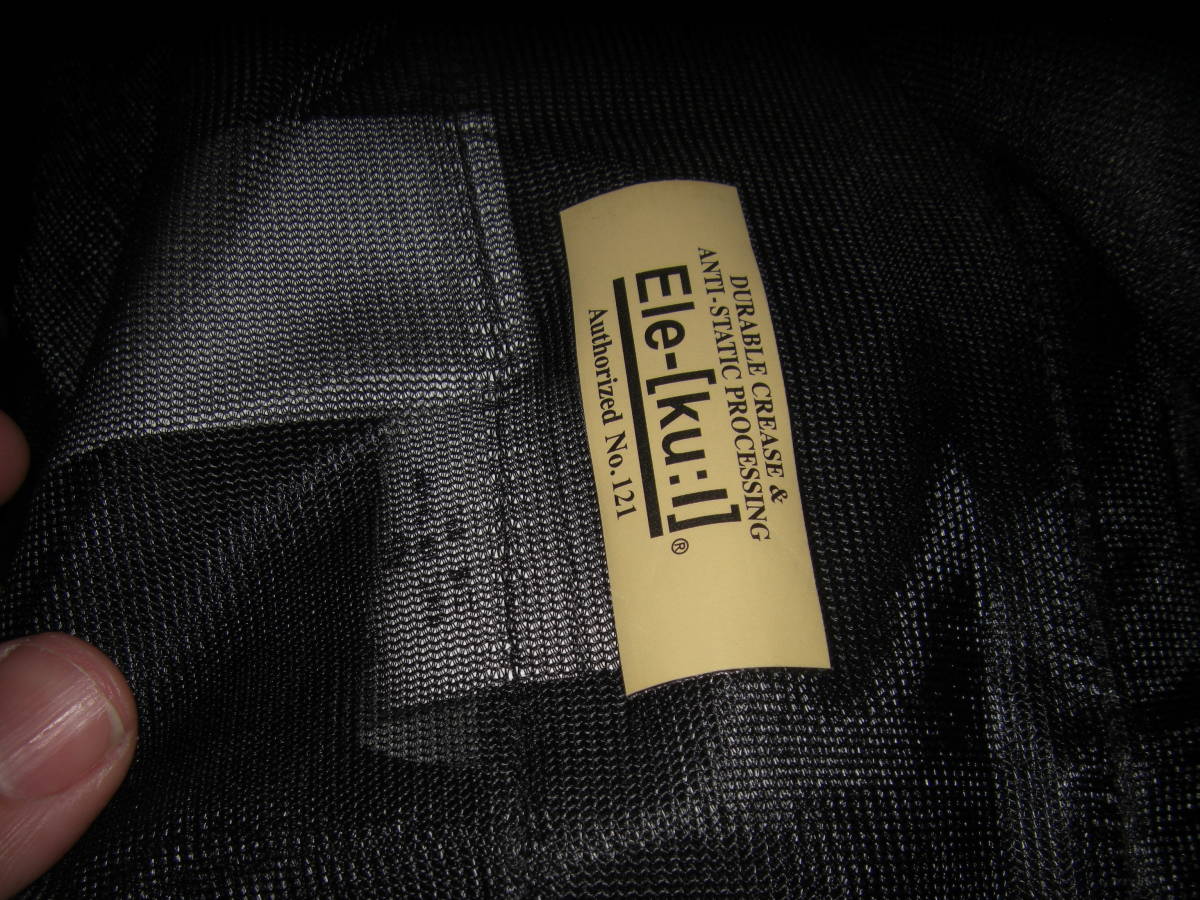 DURABLE CREASE &
ANTI-STATIC PROCESSING
Ele-[ku:l]®
Authorized No. 121